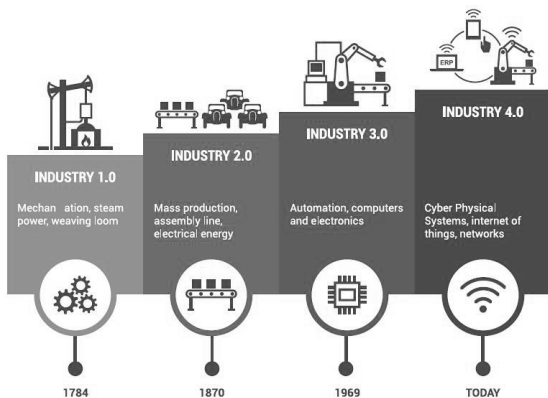 ERP
INDUSTRY 1.0
Mechan ation, steam
power, weaving loom
INDUSTRY 2.0
Mass production,
assembly line,
electrical energy
INDUSTRY 3.0
Automation, computers
and electronics
INDUSTRY 4.0
Cyber Physical
Systems, internet of
things, networks
1784
1870
1969
TODAY